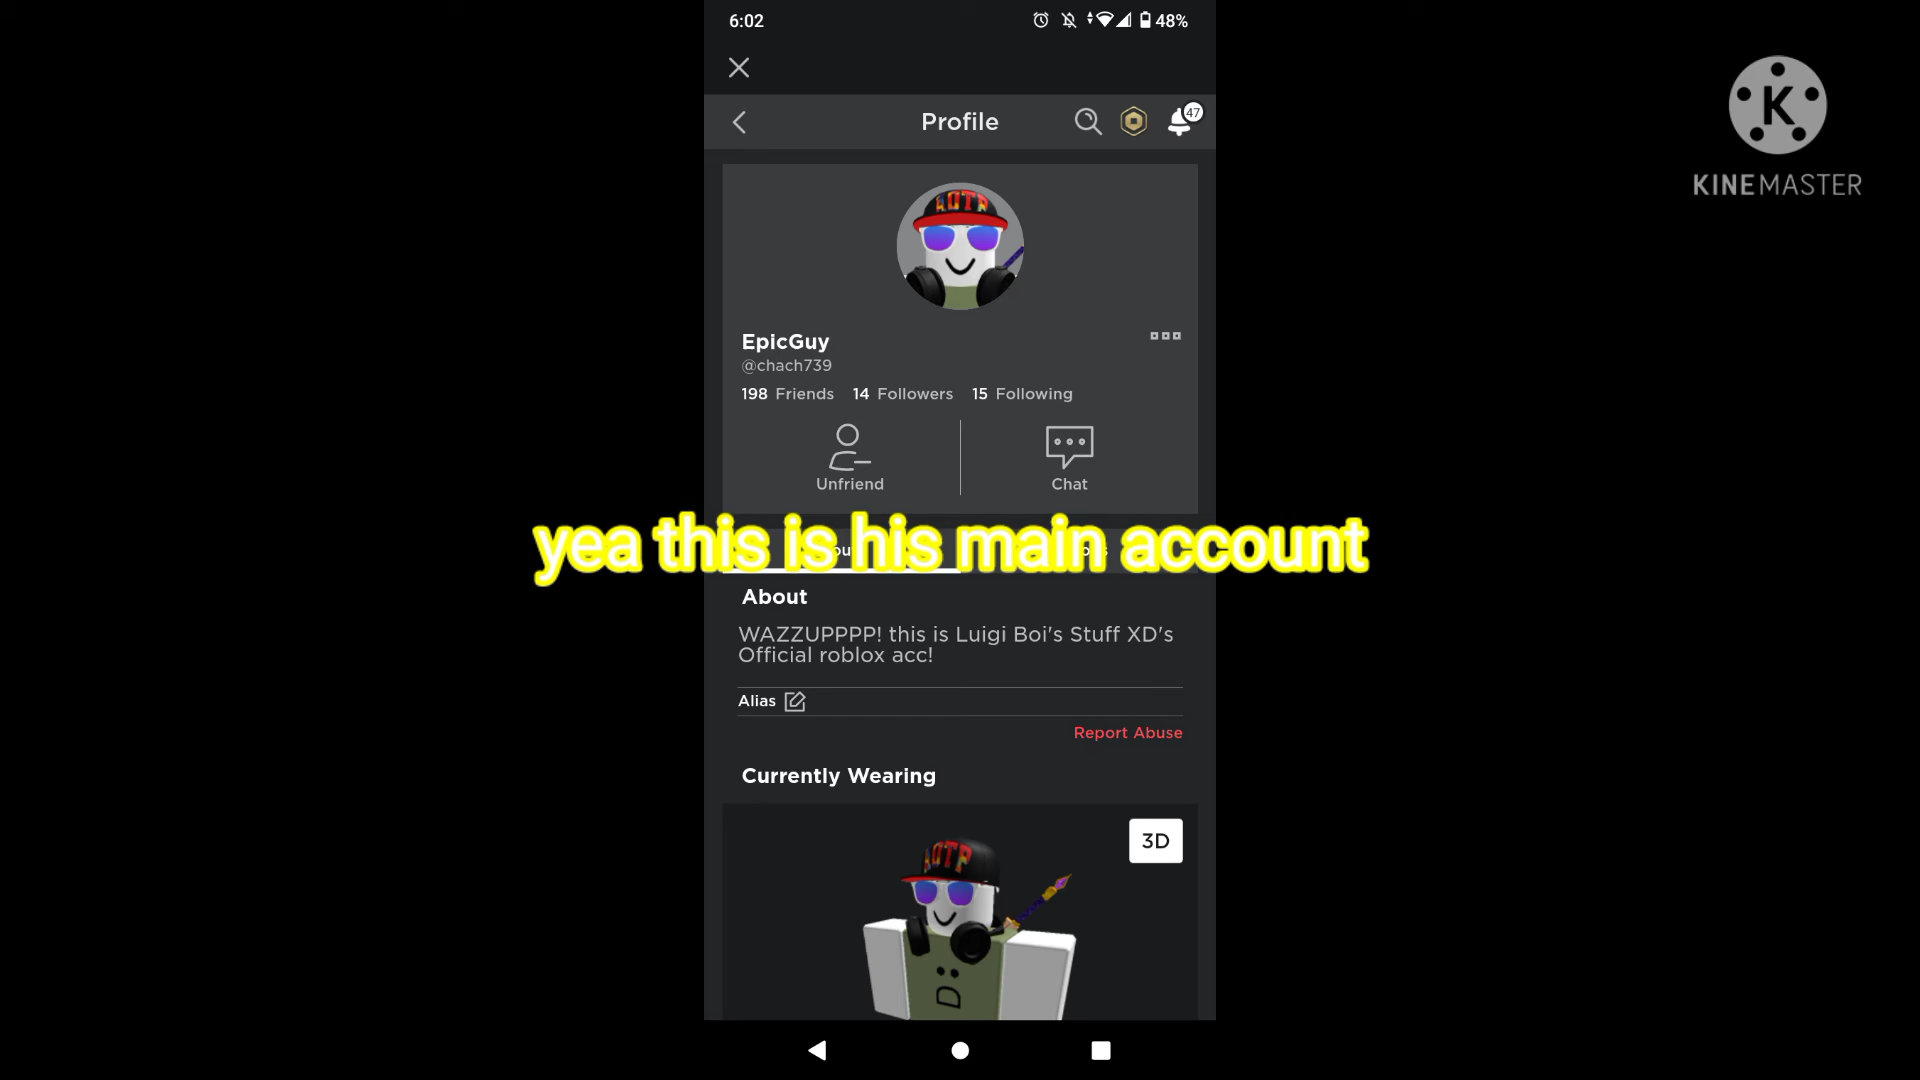 6:02
48%
Profile
47
K
KINEMASTER
AOTP
EpicGuy
@chach739
198 Friends 14 Followers 15 Following
Unfriend
Chat
yea this is his main account
About
WAZZUPPPP! this is Luigi Boi's Stuff XD's
Official roblox acc!
Alias
Report Abuse
Currently Wearing
3D
AOTP
D: